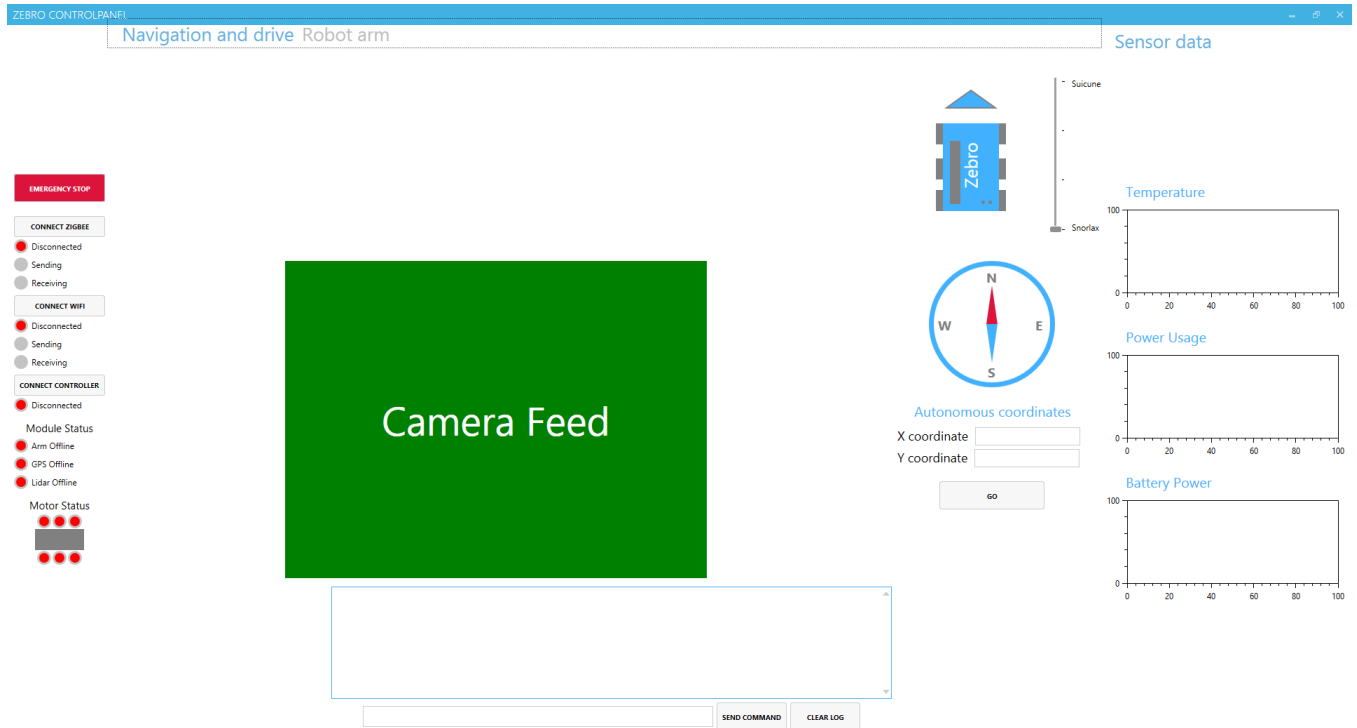 ZEBRO CONTROLPANEL
Navigation and drive Robot arm
Sensor data
EMERGENCY STOP
CONNECT ZIGBEE
Disconnected
Sending
Receiving
CONNECT WIFI
Disconnected
Sending
Receiving
CONNECT CONTROLLER
Disconnected
Module Status
Arm Offline
GPS Offline
Lidar Offline
Motor Status
Camera Feed
SEND COMMAND
CLEAR LOG
Zebro
Suicune
Snorlax
N
W
E
S
Autonomous coordinates
X coordinate
Y coordinate
GO
Temperature
100
0
0 20 40 60 80 100
Power Usage
100
0
0 20 40 60 80 100
Battery Power
100
0
0 20 40 60 80 100